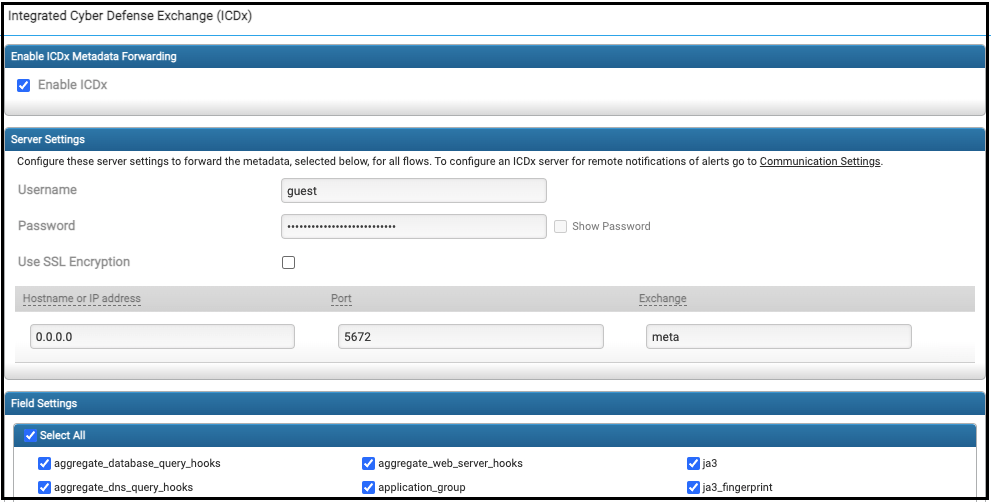 Integrated Cyber Defense Exchange (ICDx)
Enable ICDx Metadata Forwarding
Enable ICDx
Server Settings
Configure these server settings to forward the metadata, selected below, for all flows. To configure an ICDx server for remote notifications of alerts go to Communication Settings.
Username guest
Password •••••••••••••••••••••••••••• Show Password
Use SSL Encryption
Hostname or IP address Port Exchange
0.0.0.0 5672 meta
Field Settings
Select All
aggregate_database_query_hooks aggregate_web_server_hooks ja3
aggregate_dns_query_hooks application_group ja3_fingerprint